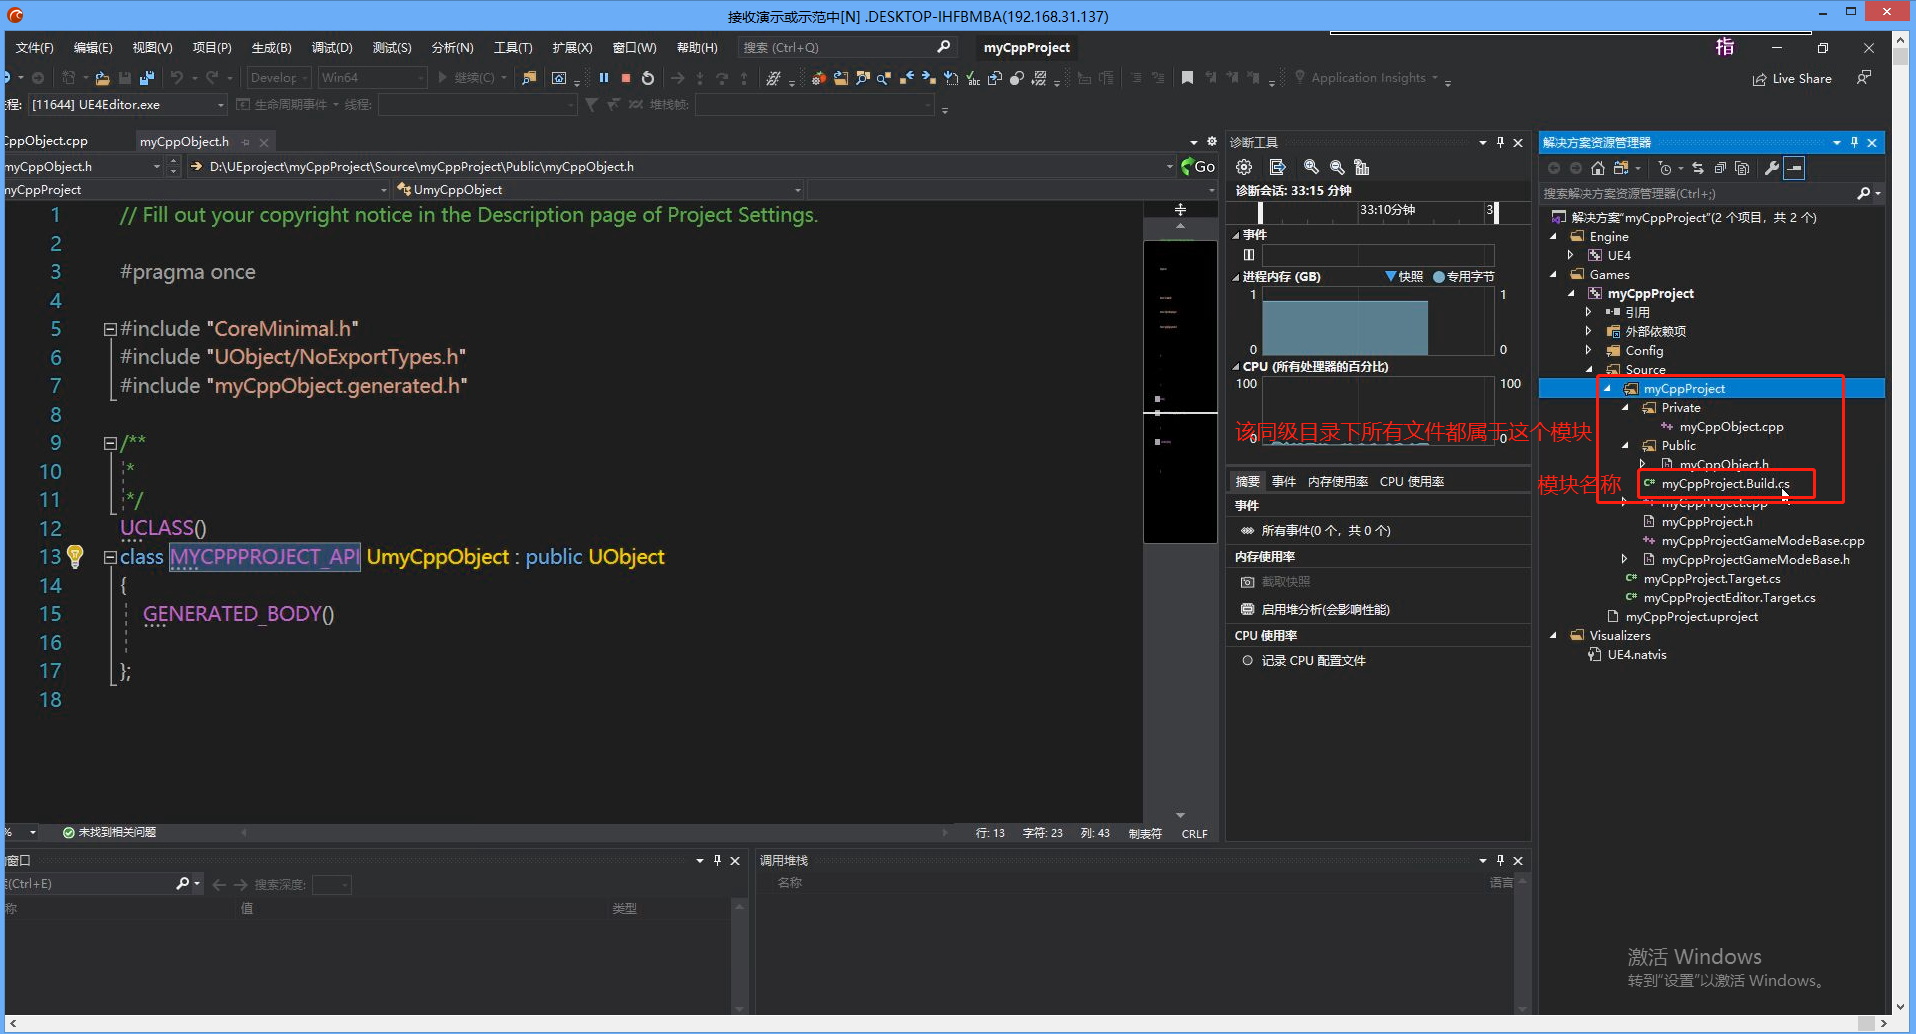 接收演示或示范中[N] .DESKTOP-IHFBMBA(192.168.31.137)
文件(F) 编辑(E) 视图(V) 项目(P) 生成(B) 调试(D) 测试(S) 分析(N) 工具(T) 扩展(X) 窗口(W) 帮助(H) 搜索 (Ctrl+Q) myCppProject 指
Develop Win64 继续(C) Application Insights Live Share
程: [11644] UE4Editor.exe 生命周期事件 线程: 堆栈帧:
CppObject.cpp myCppObject.h
myCppObject.h D:\UEproject\myCppProject\Source\myCppProject\Public\myCppObject.h Go
myCppProject UmyCppObject
1 // Fill out your copyright notice in the Description page of Project Settings.
2
3 #pragma once
4
5 #include "CoreMinimal.h"
6 #include "UObject/NoExportTypes.h"
7 #include "myCppObject.generated.h"
8
9 /**
10 *
11 */
12 UCLASS()
13 class MYCPPPROJECT_API UmyCppObject : public UObject
14 {
15 GENERATED_BODY()
16
17 };
18
% 未找到相关问题 行: 13 字符: 23 列: 43 制表符 CRLF
诊断工具
诊断会话: 33:15 分钟
33:10分钟 3
事件
进程内存 (GB) 快照 专用字节
1 1
0 0
CPU (所有处理器的百分比)
100 100
0 0
该同级目录下所有文件都属于这个模块
模块名称
摘要 事件 内存使用率 CPU 使用率
事件
所有事件(0 个，共 0 个)
内存使用率
截取快照
启用堆分析(会影响性能)
CPU 使用率
记录 CPU 配置文件
解决方案资源管理器
搜索解决方案资源管理器(Ctrl+;)
解决方案"myCppProject"(2 个项目，共 2 个)
Engine
UE4
Games
myCppProject
引用
外部依赖项
Config
Source
myCppProject
Private
myCppObject.cpp
Public
myCppObject.h
myCppProject.Build.cs
myCppProject.cpp
myCppProject.h
myCppProjectGameModeBase.cpp
myCppProjectGameModeBase.h
myCppProject.Target.cs
myCppProjectEditor.Target.cs
myCppProject.uproject
Visualizers
UE4.natvis
窗口
(Ctrl+E) 搜索深度:
称 值 类型
调用堆栈
名称 语言
激活 Windows
转到"设置"以激活 Windows。